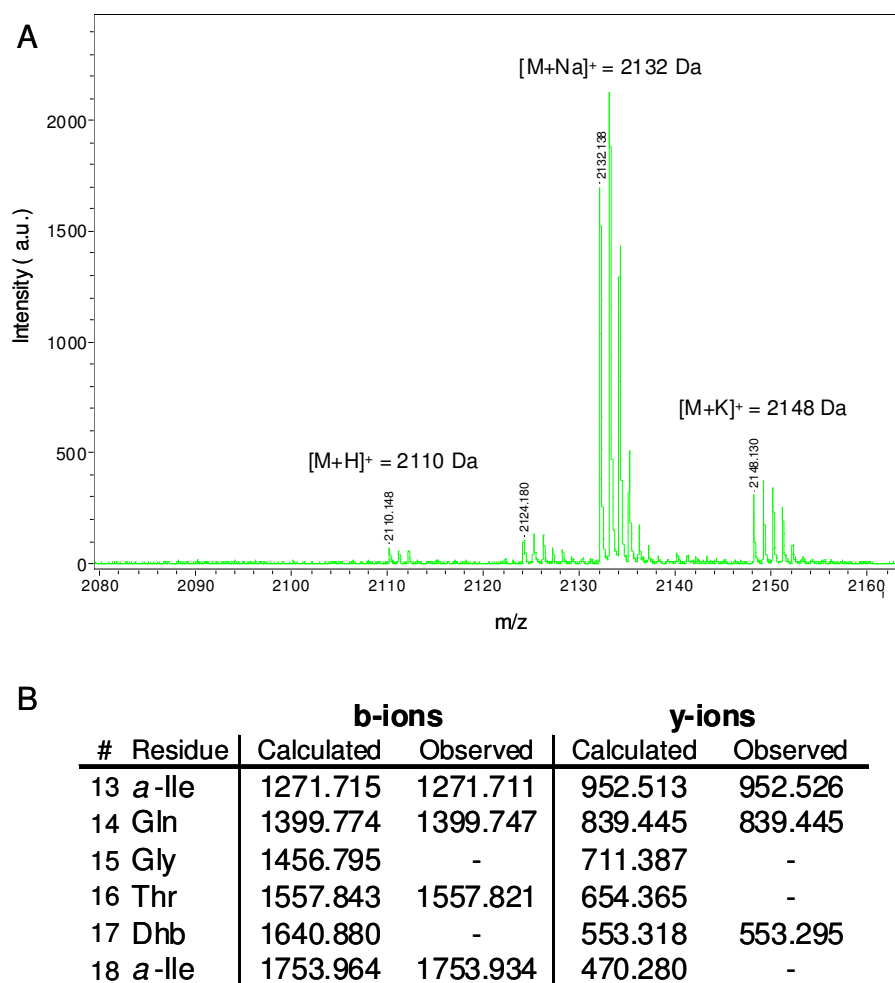 A
[M+Na]⁺ = 2132 Da
2132.138
2000
1500
1000
500
0
Intensity ( a.u.)
[M+K]⁺ = 2148 Da
2148.130
[M+H]⁺ = 2110 Da
2110.148
2124.180
2080 2090 2100 2110 2120 2130 2140 2150 2160
m/z
B
b-ions y-ions
# Residue Calculated Observed Calculated Observed
13 a-Ile 1271.715 1271.711 952.513 952.526
14 Gln 1399.774 1399.747 839.445 839.445
15 Gly 1456.795 - 711.387 -
16 Thr 1557.843 1557.821 654.365 -
17 Dhb 1640.880 - 553.318 553.295
18 a-Ile 1753.964 1753.934 470.280 -